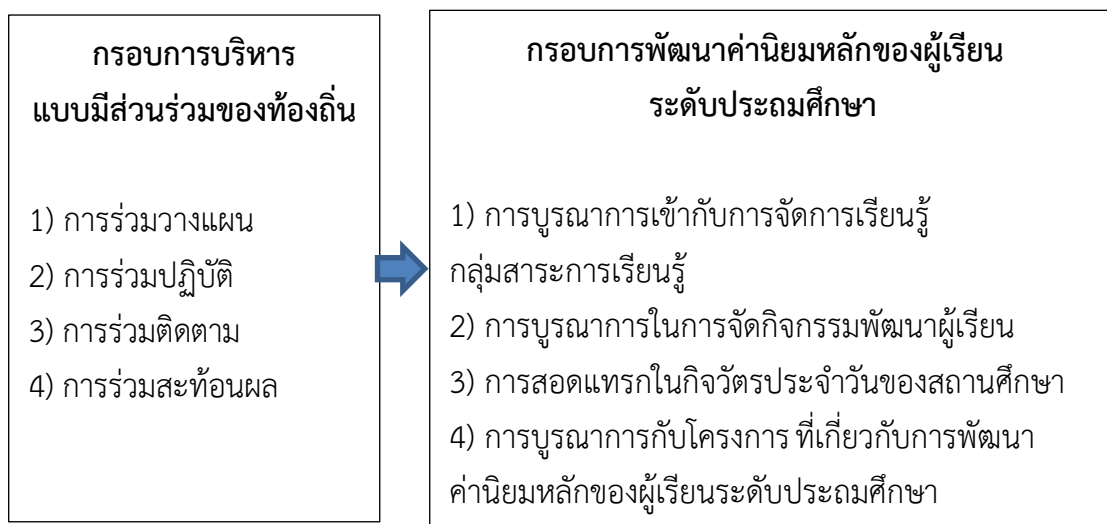 กรอบการบริหาร
แบบมีส่วนร่วมของท้องถิ่น
1) การร่วมวางแผน
2) การร่วมปฏิบัติ
3) การร่วมติดตาม
4) การร่วมสะท้อนผล
กรอบการพัฒนาค่านิยมหลักของผู้เรียน
ระดับประถมศึกษา
1) การบูรณาการเข้ากับการจัดการเรียนรู้
กลุ่มสาระการเรียนรู้
2) การบูรณาการในการจัดกิจกรรมพัฒนาผู้เรียน
3) การสอดแทรกในกิจวัตรประจำวันของสถานศึกษา
4) การบูรณาการกับโครงการ ที่เกี่ยวกับการพัฒนา
ค่านิยมหลักของผู้เรียนระดับประถมศึกษา